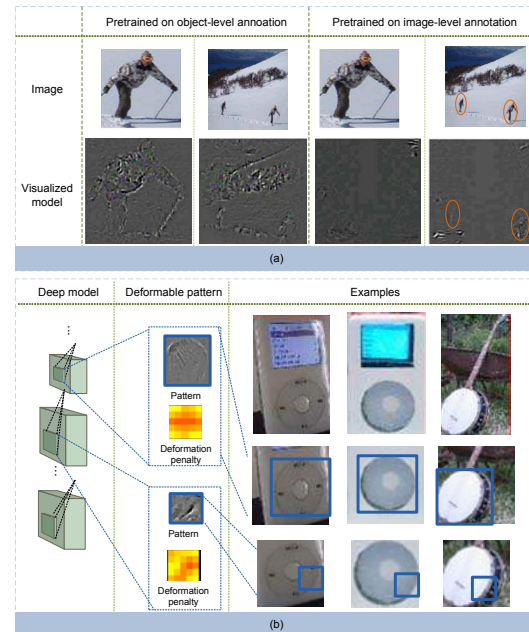 Pretrained on object-level annoation
Pretrained on image-level annotation
Image
Visualized model
(a)
Deep model
Deformable pattern
Examples
...
Pattern
Deformation
penalty
...
Pattern
Deformation
penalty
(b)